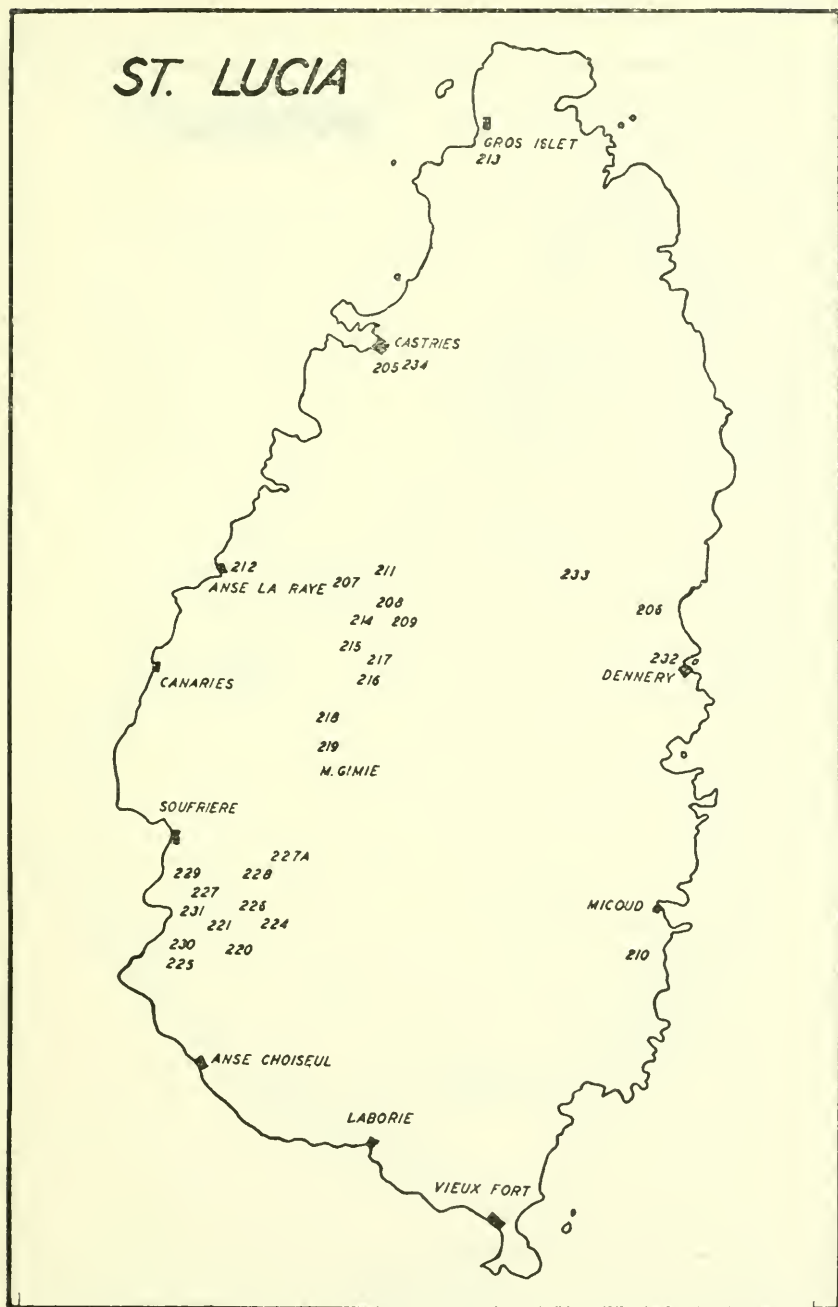 ST. LUCIA
GROS ISLET
213
CASTRIES
205 234
212
211
233
ANSE LA RAYE
207
208
206
214
209
215
217
232
CANARIES
216
DENNERY
218
219
M. GIMIE
SOUFRIERE
227A
229
228
227
231
226
MICOUD
221
224
230
220
225
210
ANSE CHOISEUL
LABORIE
VIEUX FORT